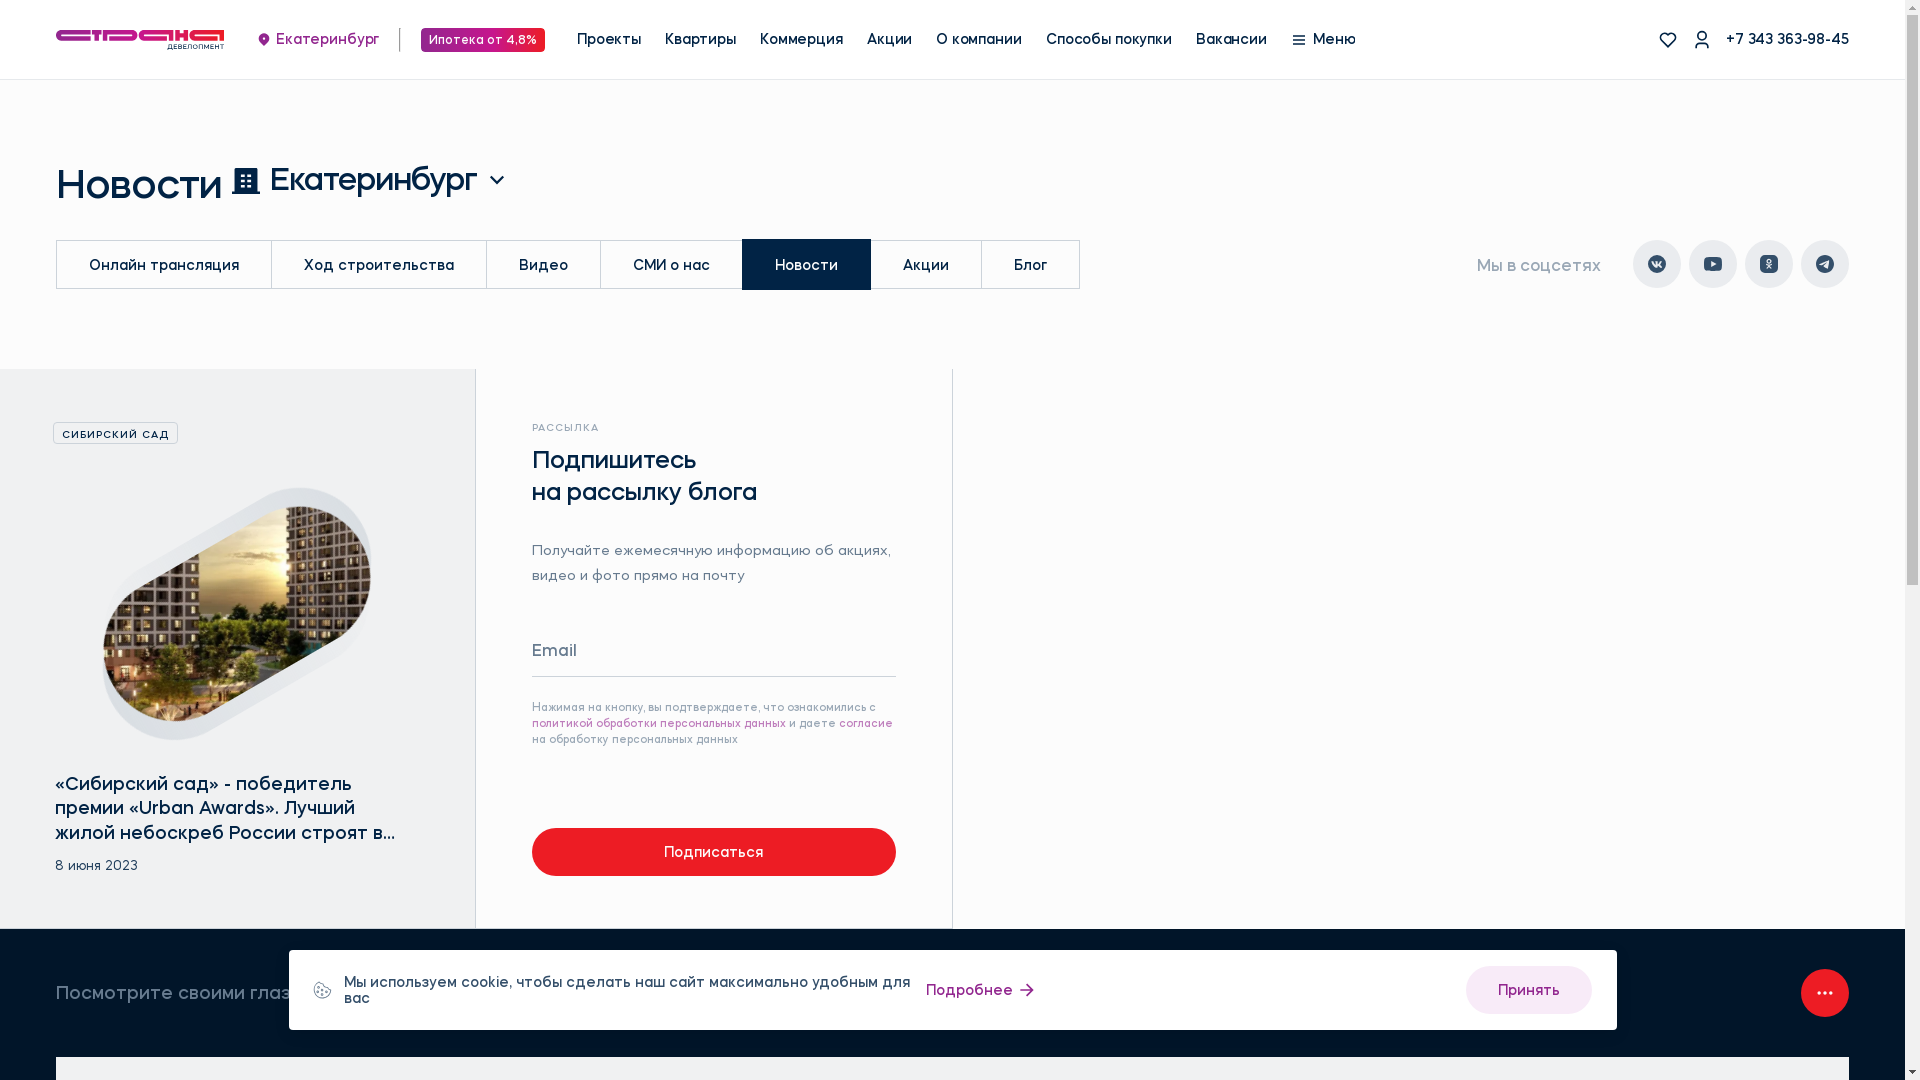 страна
ДЕВЕЛОПМЕНТ
Екатеринбург
Ипотека от 4,8%
Проекты
Квартиры
Коммерция
Акции
О компании
Способы покупки
Вакансии
Меню
+7 343 363-98-45
Новости
Екатеринбург
Онлайн трансляция
Ход строительства
Видео
СМИ о нас
Новости
Акции
Блог
Мы в соцсетях
СИБИРСКИЙ САД
«Сибирский сад» - победитель
премии «Urban Awards». Лучший
жилой небоскреб России строят в...
8 июня 2023
РАССЫЛКА
Подпишитесь
на рассылку блога
Получайте ежемесячную информацию об акциях,
видео и фото прямо на почту
Email
Нажимая на кнопку, вы подтверждаете, что ознакомились с
политикой обработки персональных данных и даете согласие
на обработку персональных данных
Подписаться
Посмотрите своими глаз
Мы используем cookie, чтобы сделать наш сайт максимально удобным для
вас
Подробнее
Принять